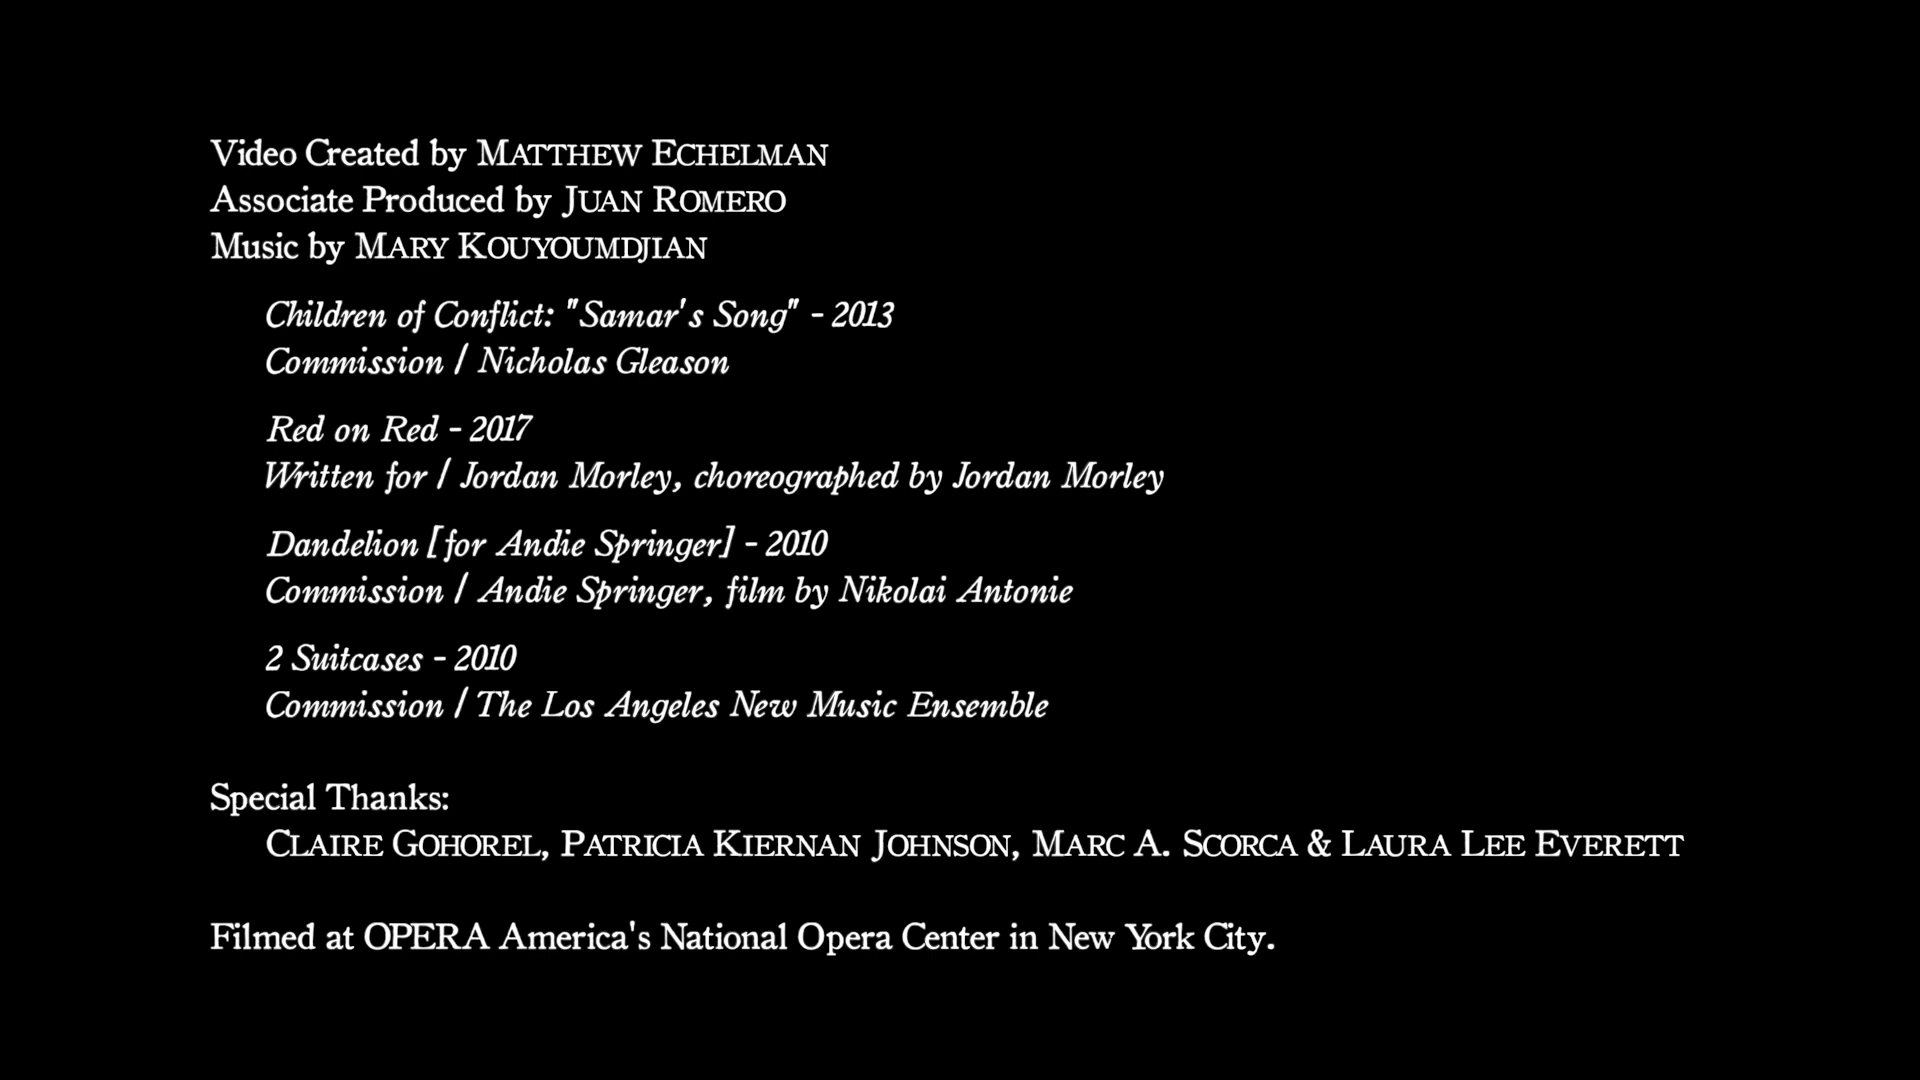 Video Created by MATTHEW ECHELMAN
Associate Produced by JUAN ROMERO
Music by MARY KOUYOUMDJIAN
Children of Conflict: "Samar's Song" - 2013
Commission / Nicholas Gleason
Red on Red - 2017
Written for / Jordan Morley, choreographed by Jordan Morley
Dandelion [for Andie Springer] - 2010
Commission / Andie Springer, film by Nikolai Antonie
2 Suitcases - 2010
Commission / The Los Angeles New Music Ensemble
Special Thanks:
CLAIRE GOHOREL, PATRICIA KIERNAN JOHNSON, MARC A. SCORCA & LAURA LEE EVERETT
Filmed at OPERA America's National Opera Center in New York City.